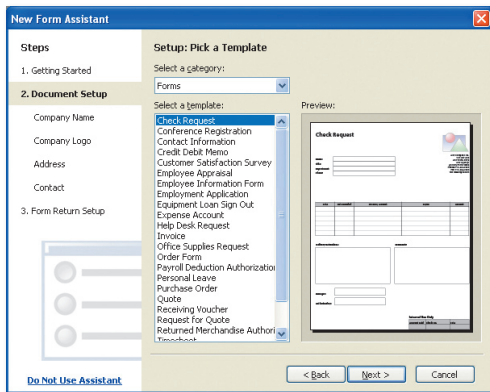 New Form Assistant
Steps
1. Getting Started
2. Document Setup
Company Name
Company Logo
Address
Contact
3. Form Return Setup
Do Not Use Assistant
Setup: Pick a Template
Select a category:
Forms
Select a template:
Check Request
Conference Registration
Contact Information
Credit Debit Memo
Customer Satisfaction Survey
Employee Appraisal
Employee Information Form
Employment Application
Equipment Loan Sign Out
Expense Account
Help Desk Request
Invoice
Office Supplies Request
Order Form
Payroll Deduction Authorization
Personal Leave
Purchase Order
Quote
Receiving Voucher
Request for Quote
Returned Merchandise Authori
Timesheet
Preview:
Check Request
< Back
Next >
Cancel